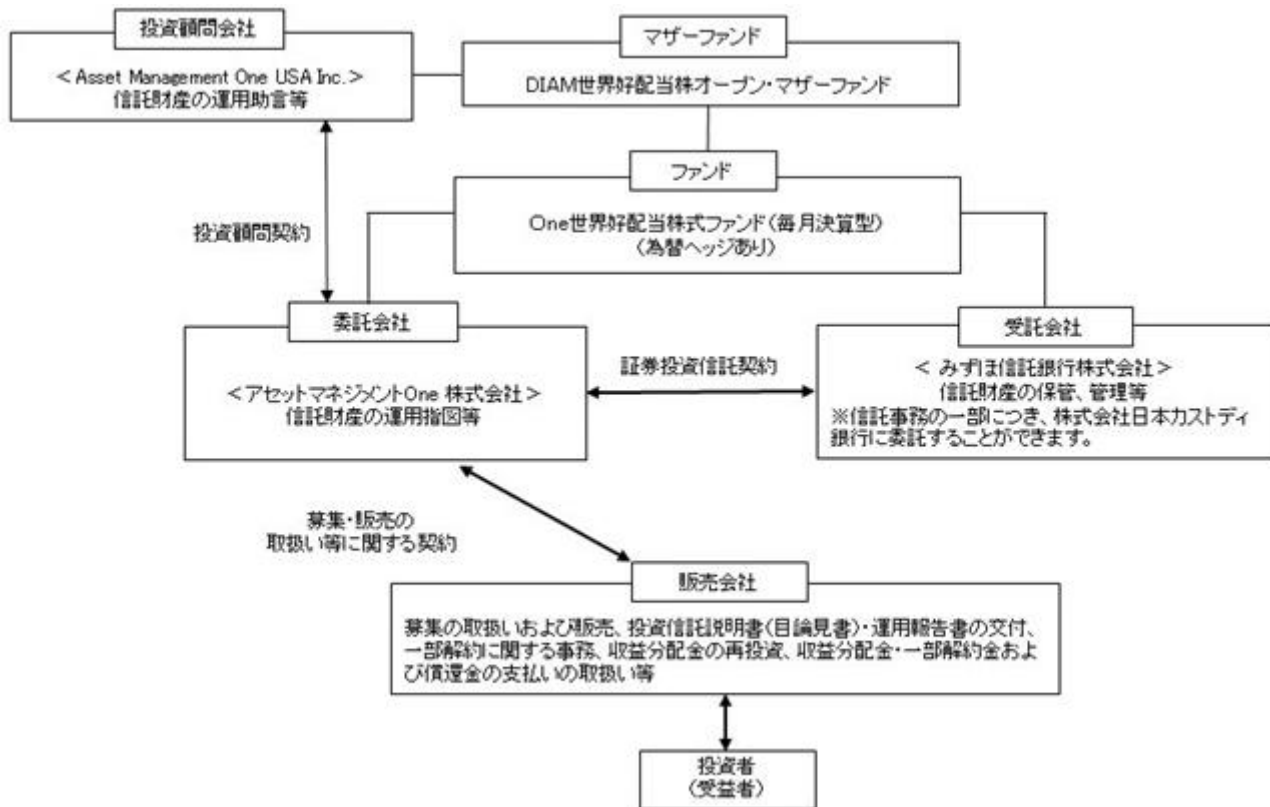 投資顧問会社
＜Asset Management One USA Inc.＞
信託財産の運用助言等
マザーファンド
DIAM世界好配当株オープン・マザーファンド
ファンド
One世界好配当株式ファンド（毎月決算型）
（為替ヘッジあり）
投資顧問契約
委託会社
＜アセットマネジメントOne 株式会社＞
信託財産の運用指図等
証券投資信託契約
受託会社
＜ みずほ信託銀行株式会社＞
信託財産の保管、管理等
※信託事務の一部につき、株式会社日本カストディ
銀行に委託することができます。
募集・販売の
取扱い等に関する契約
販売会社
募集の取扱いおよび販売、投資信託説明書（目論見書）・運用報告書の交付、
一部解約に関する事務、収益分配金の再投資、収益分配金・一部解約金およ
び償還金の支払いの取扱い等
投資者
（受益者）